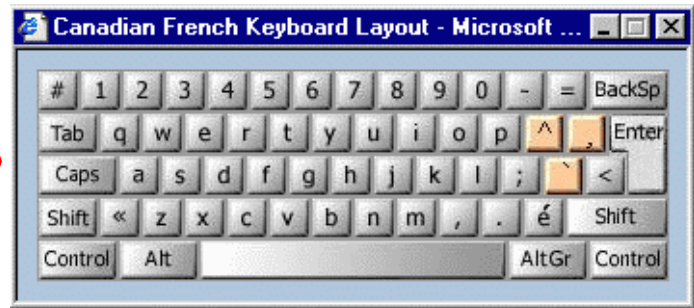 Canadian French Keyboard Layout - Microsoft ...
# 1 2 3 4 5 6 7 8 9 0 - = BackSp
Tab q w e r t y u i o p ^ ¸ Enter
Caps a s d f g h j k l ; ` <
Shift « z x c v b n m , . é Shift
Control Alt AltGr Control